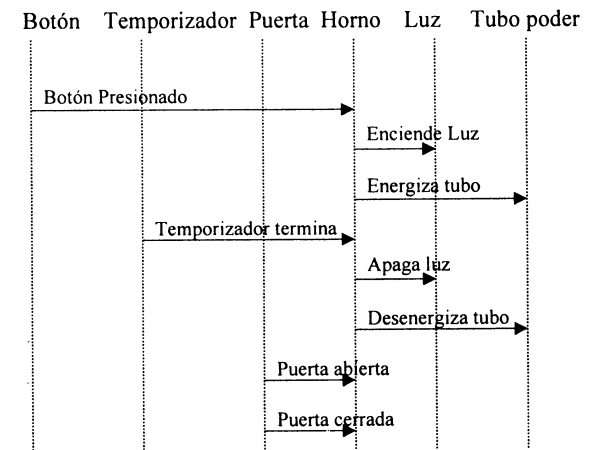 Botón Temporizador Puerta Horno Luz Tubo poder
Botón Presionado
Enciende Luz
Energiza tubo
Temporizador termina
Apaga luz
Desenergiza tubo
Puerta abierta
Puerta cerrada